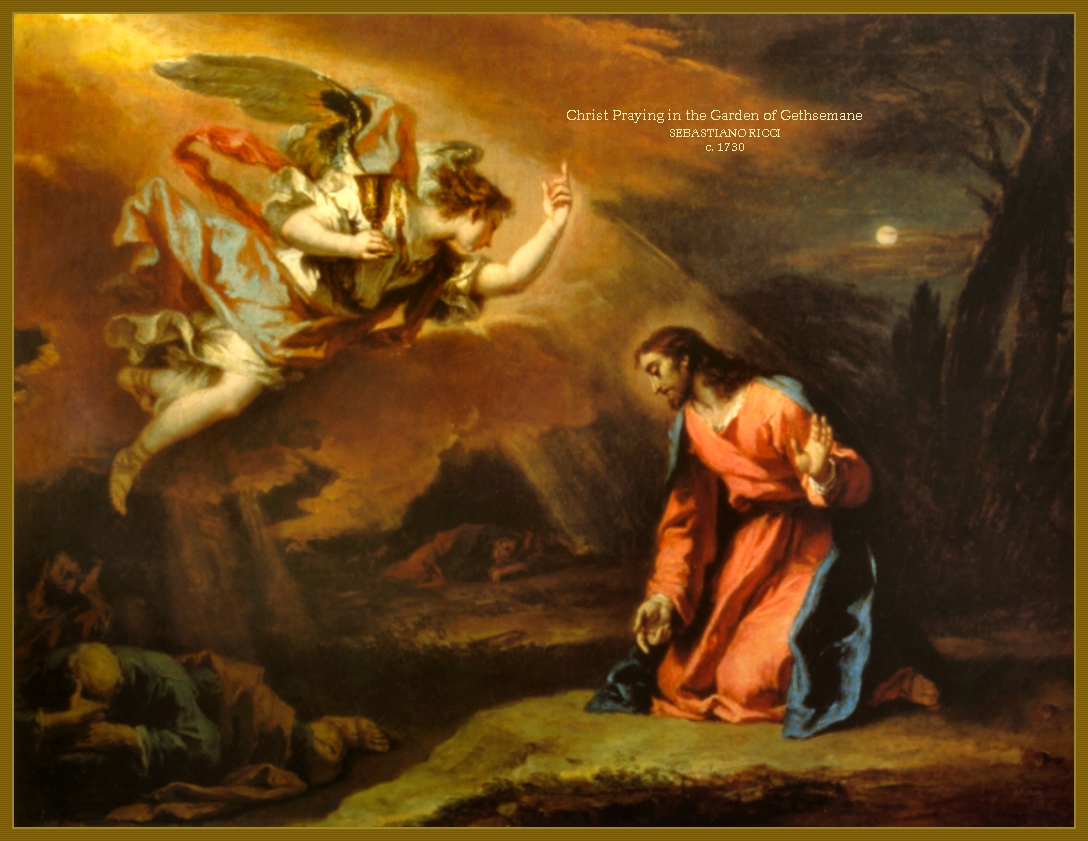 Christ Praying in the Garden of Gethsemane
SEBASTIANO RICCI
c. 1730